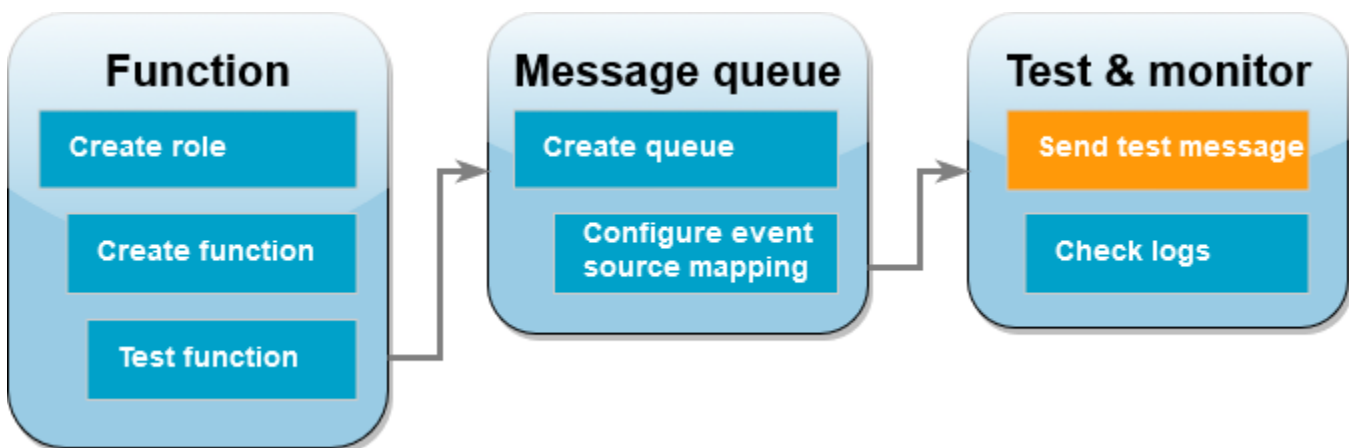 Function
Create role
Create function
Test function
Message queue
Create queue
Configure event
source mapping
Test & monitor
Send test message
Check logs